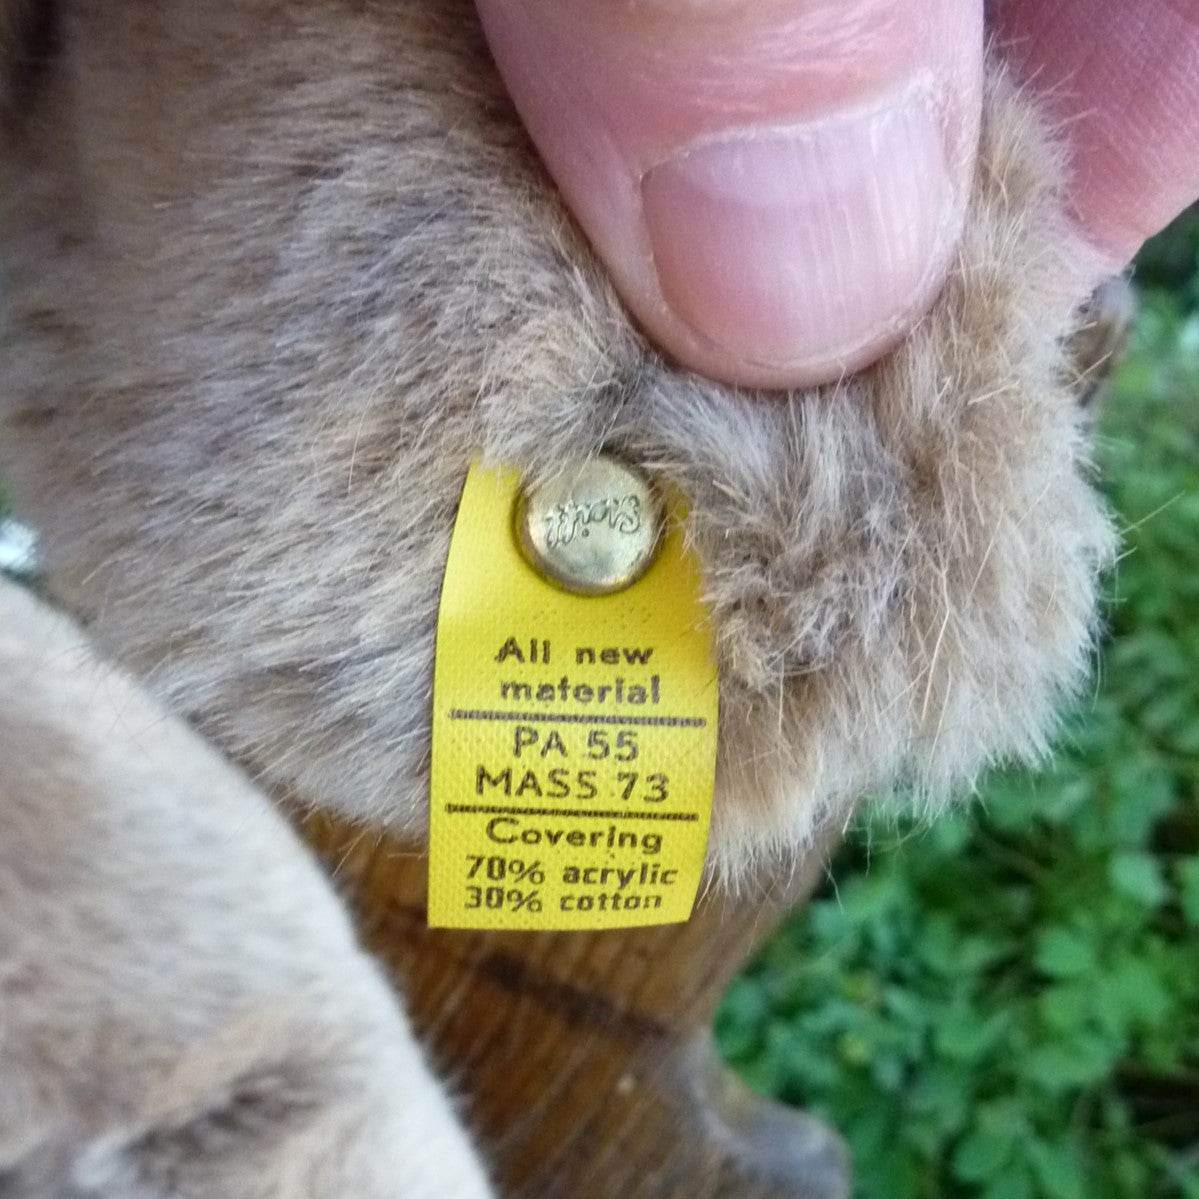 Steiff
All new
material
PA 55
MASS 73
Covering
70% acrylic
30% cotton